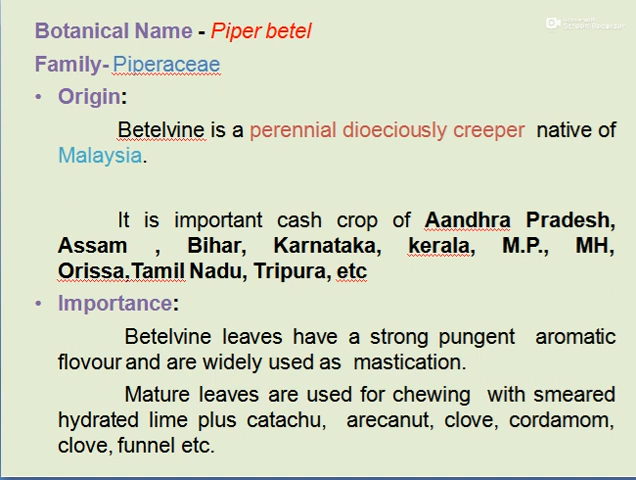 Botanical Name - Piper betel
Family- Piperaceae
• Origin:
Betelvine is a perennial dioeciously creeper native of
Malaysia.
It is important cash crop of Aandhra Pradesh,
Assam , Bihar, Karnataka, kerala, M.P., MH,
Orissa,Tamil Nadu, Tripura, etc
• Importance:
Betelvine leaves have a strong pungent aromatic
flovour and are widely used as mastication.
Mature leaves are used for chewing with smeared
hydrated lime plus catachu, arecanut, clove, cordamom,
clove, funnel etc.